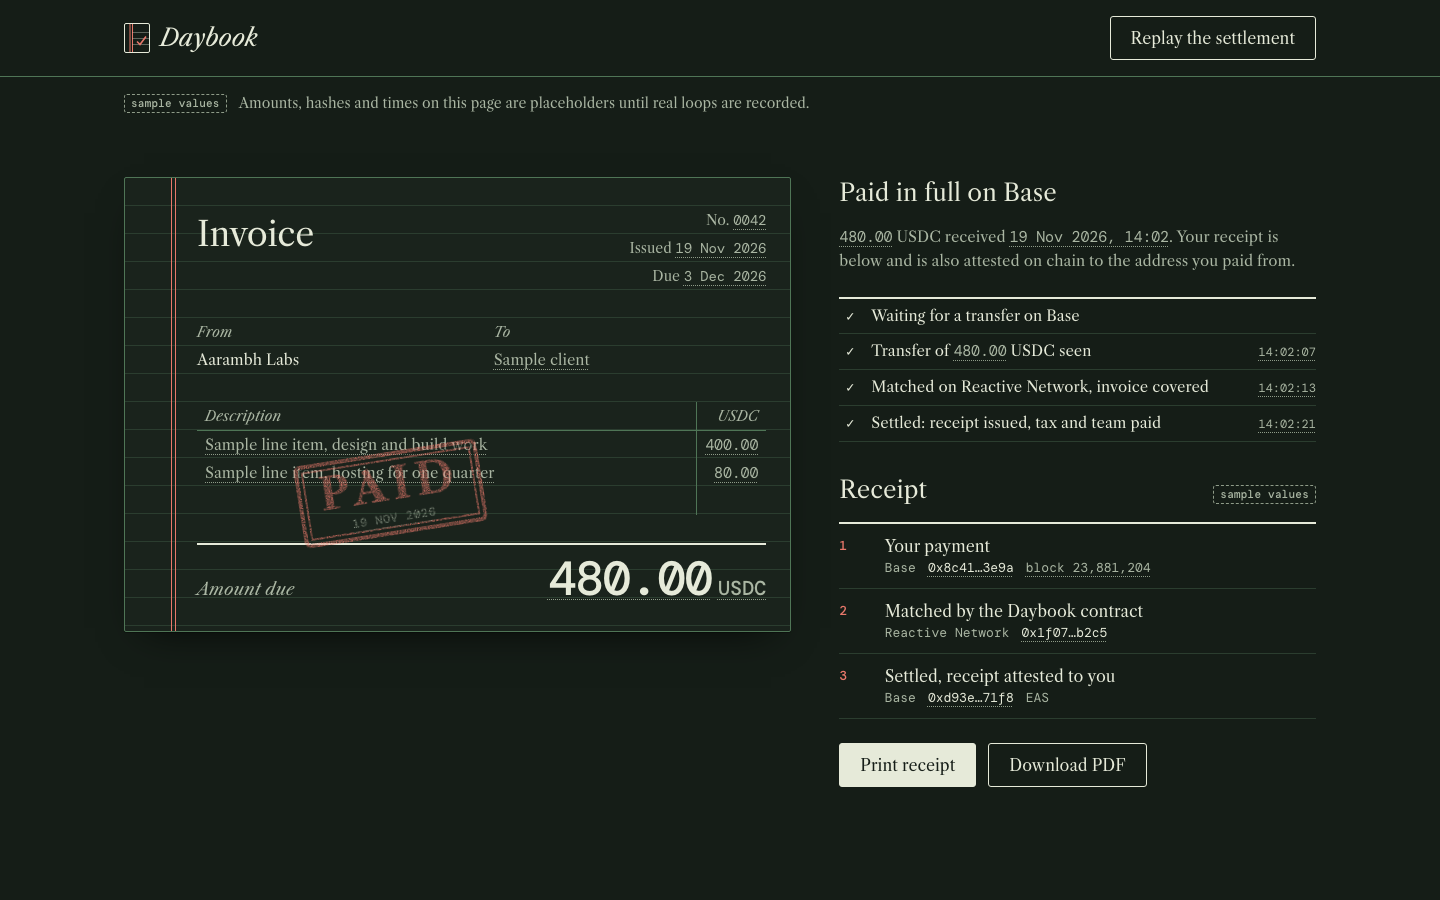 Daybook
Replay the settlement
sample values Amounts, hashes and times on this page are placeholders until real loops are recorded.
Invoice
No. 0042
Issued 19 Nov 2026
Due 3 Dec 2026
From To
Aarambh Labs Sample client
Description USDC
Sample line item, design and build work 400.00
Sample line item, hosting for one quarter 80.00
PAID
19 NOV 2026
Amount due 480.00 USDC
Paid in full on Base
480.00 USDC received 19 Nov 2026, 14:02. Your receipt is
below and is also attested on chain to the address you paid from.
✓ Waiting for a transfer on Base
✓ Transfer of 480.00 USDC seen 14:02:07
✓ Matched on Reactive Network, invoice covered 14:02:13
✓ Settled: receipt issued, tax and team paid 14:02:21
Receipt sample values
1 Your payment
Base 0x8c41…3e9a block 23,881,204
2 Matched by the Daybook contract
Reactive Network 0x1f07…b2c5
3 Settled, receipt attested to you
Base 0xd93e…71f8 EAS
Print receipt Download PDF